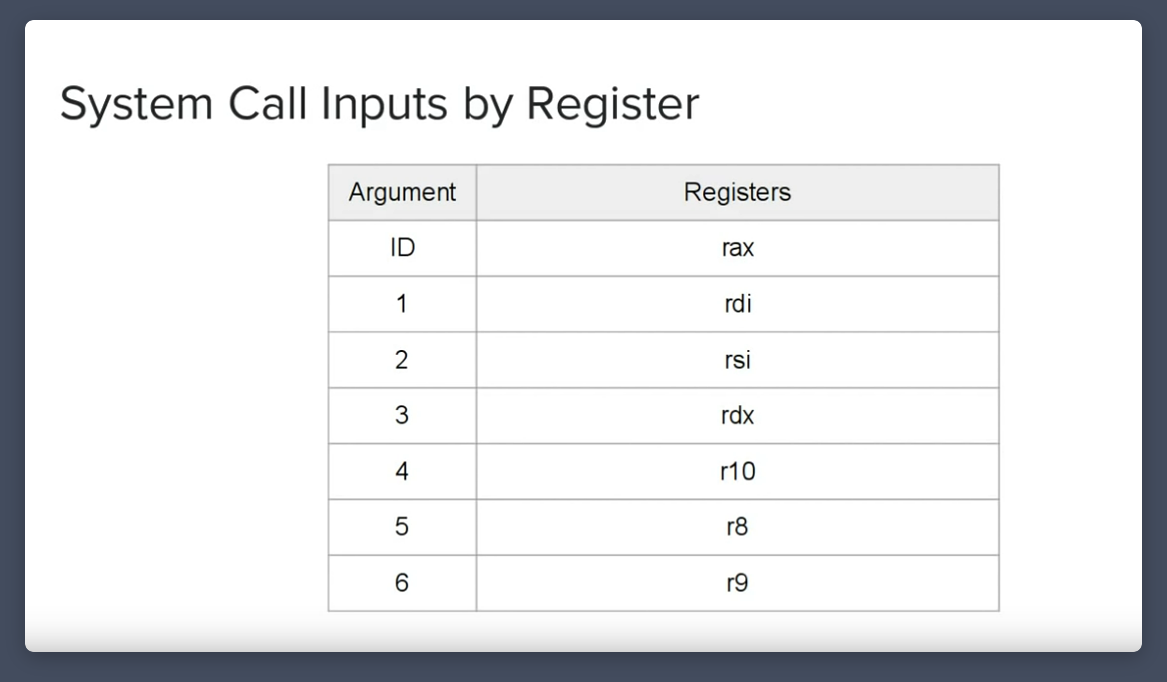 System Call Inputs by Register
Argument Registers
ID rax
1 rdi
2 rsi
3 rdx
4 r10
5 r8
6 r9